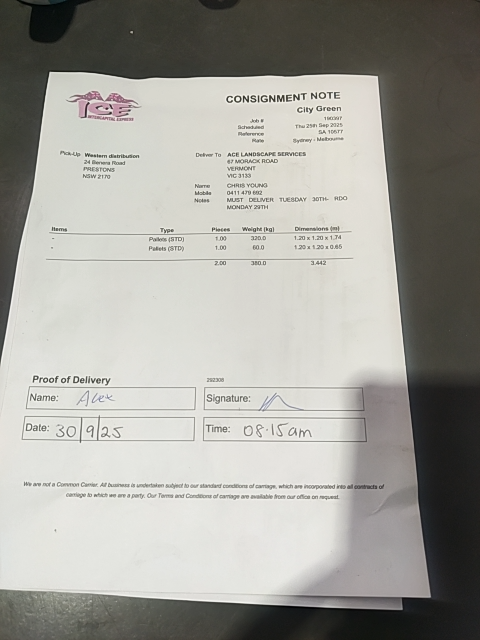 ICE
INTERCAPITAL EXPRESS
CONSIGNMENT NOTE
City Green
Job # 190397
Scheduled Thu 25th Sep 2025
Reference SA 10577
Rate Sydney - Melbourne
Pick-Up Western distribution
24 Benera Road
PRESTONS
NSW 2170
Deliver To ACE LANDSCAPE SERVICES
67 MORACK ROAD
VERMONT
VIC 3133
Name CHRIS YOUNG
Mobile 0411 479 692
Notes MUST DELIVER TUESDAY 30TH- RDO
MONDAY 29TH
Items Type Pieces Weight (kg) Dimensions (m)
- Pallets (STD) 1.00 320.0 1.20 x 1.20 x 1.74
- Pallets (STD) 1.00 60.0 1.20 x 1.20 x 0.65
2.00 380.0 3.442
Proof of Delivery 292308
Name: Alex Signature:
Date: 30/9/25 Time: 08.15am
We are not a Common Carrier. All business is undertaken subject to our standard conditions of carriage, which are incorporated into all contracts of
carriage to which we are a party. Our Terms and Conditions of carriage are available from our office on request.